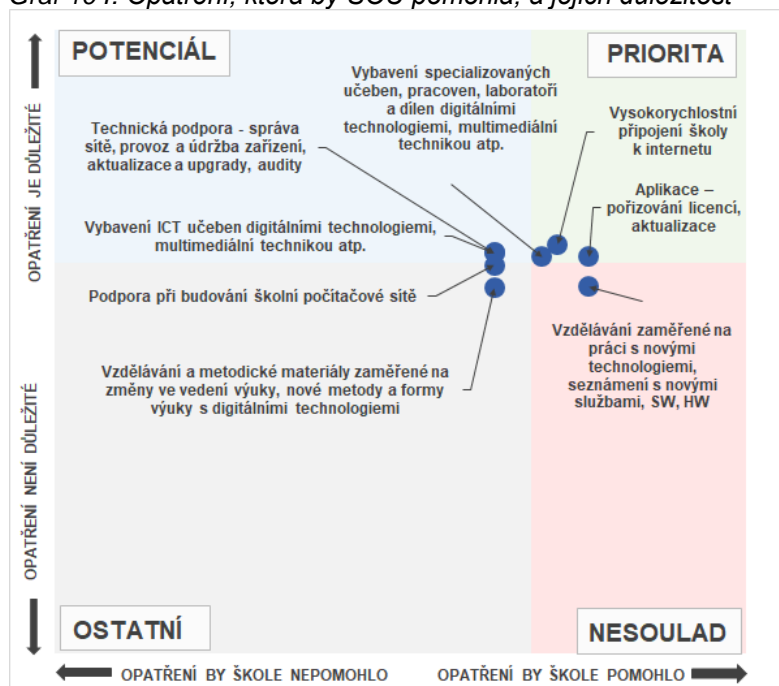 POTENCIÁL
PRIORITA
Vybavení specializovaných
učeben, pracoven, laboratoří
a dílen digitálními
technologiemi, multimediální
technikou atp.
Vysokorychlostní
připojení školy
k internetu
Technická podpora - správa
sítě, provoz a údržba zařízení,
aktualizace a upgrady, audity
Aplikace –
pořizování licencí,
aktualizace
Vybavení ICT učeben digitálními technologiemi,
multimediální technikou atp.
Podpora při budování školní počítačové sítě
Vzdělávání zaměřené na
práci s novými
technologiemi,
seznámení s novými
službami, SW, HW
Vzdělávání a metodické materiály zaměřené na
změny ve vedení výuky, nové metody a formy
výuky s digitálními technologiemi
OPATŘENÍ JE DŮLEŽITÉ
OPATŘENÍ NENÍ DŮLEŽITÉ
OSTATNÍ
NESOULAD
OPATŘENÍ BY ŠKOLE NEPOMOHLO
OPATŘENÍ BY ŠKOLE POMOHLO